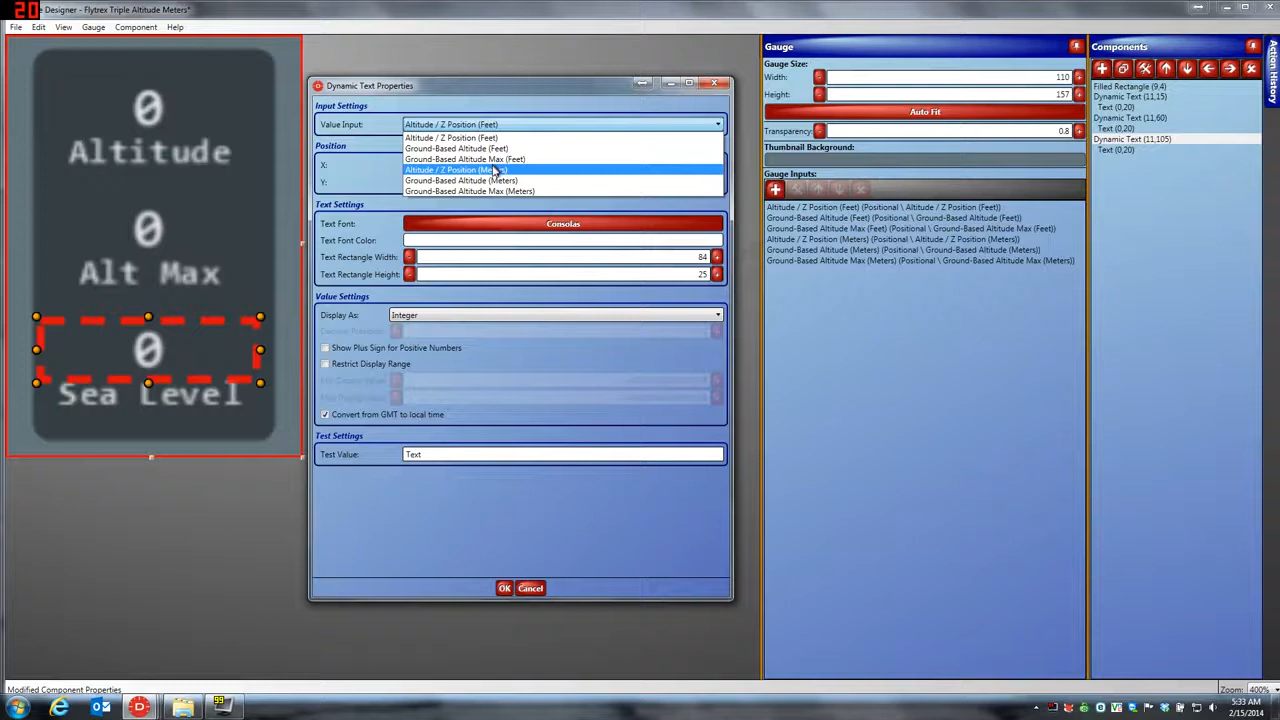 20
e Designer - Flytrex Triple Altitude Meters*
File Edit View Gauge Component Help
0
Altitude
0
Alt Max
0
Sea Level
Dynamic Text Properties
Input Settings
Value Input: Altitude / Z Position (Feet)
Altitude / Z Position (Feet)
Ground-Based Altitude (Feet)
Ground-Based Altitude Max (Feet)
Altitude / Z Position (Meters)
Ground-Based Altitude (Meters)
Ground-Based Altitude Max (Meters)
Position
X:
Y:
Text Settings
Text Font: Consolas
Text Font Color:
Text Rectangle Width: 84
Text Rectangle Height: 25
Value Settings
Display As: Integer
Show Plus Sign for Positive Numbers
Restrict Display Range
Convert from GMT to local time
Test Settings
Test Value: Text
OK Cancel
Gauge
Gauge Size:
Width: 110
Height: 157
Auto Fit
Transparency: 0.8
Thumbnail Background:
Gauge Inputs:
Altitude / Z Position (Feet) (Positional \ Altitude / Z Position (Feet))
Ground-Based Altitude (Feet) (Positional \ Ground-Based Altitude (Feet))
Ground-Based Altitude Max (Feet) (Positional \ Ground-Based Altitude Max (Feet))
Altitude / Z Position (Meters) (Positional \ Altitude / Z Position (Meters))
Ground-Based Altitude (Meters) (Positional \ Ground-Based Altitude (Meters))
Ground-Based Altitude Max (Meters) (Positional \ Ground-Based Altitude Max (Meters))
Components
Filled Rectangle (9,4)
Dynamic Text (11,15)
Text (0,20)
Dynamic Text (11,60)
Text (0,20)
Dynamic Text (11,105)
Text (0,20)
Action History
Modified Component Properties
Zoom: 400%
99
5:33 AM
2/15/2014